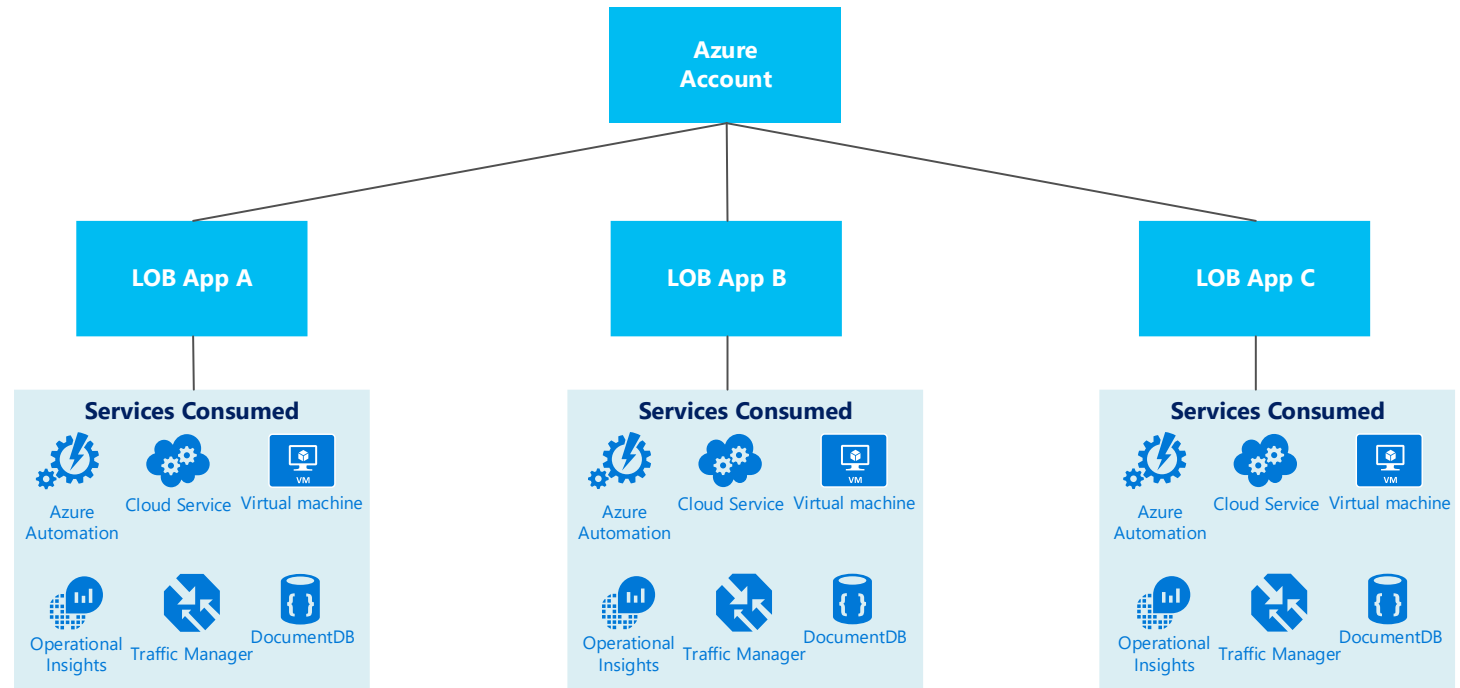 Azure
Account
LOB App A
LOB App B
LOB App C
Services Consumed
VM
Azure
Automation
Cloud Service
Virtual machine
Operational
Insights
Traffic Manager
DocumentDB
Services Consumed
VM
Azure
Automation
Cloud Service
Virtual machine
Operational
Insights
Traffic Manager
DocumentDB
Services Consumed
VM
Azure
Automation
Cloud Service
Virtual machine
Operational
Insights
Traffic Manager
DocumentDB